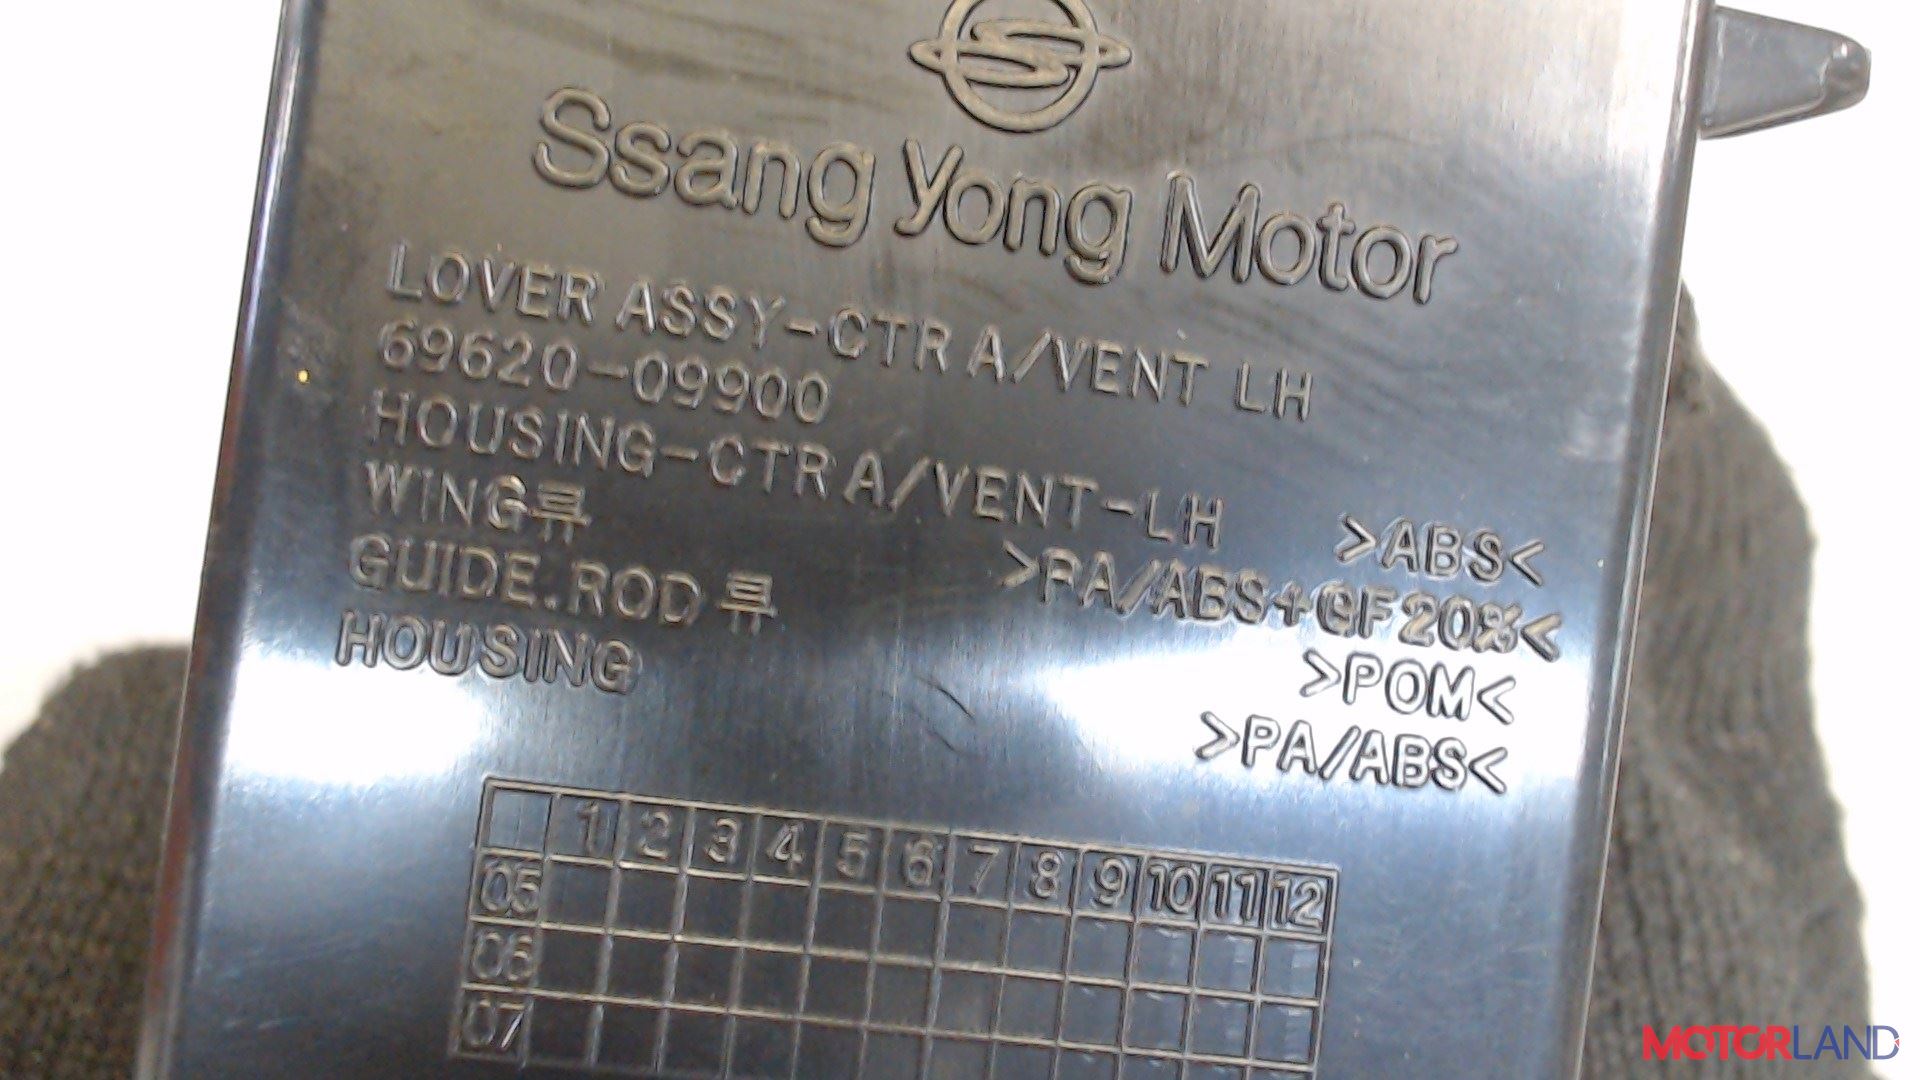 Ssang Yong Motor
LOVER ASSY-CTR A/VENT LH
69620-09900
HOUSING-CTR A/VENT-LH >ABS<
WING류 >PA/ABS+GF20%<
GUIDE.ROD류 >POM<
HOUSING >PA/ABS<
1 2 3 4 5 6 7 8 9 10 11 12
05
06
07
MOTORLAND